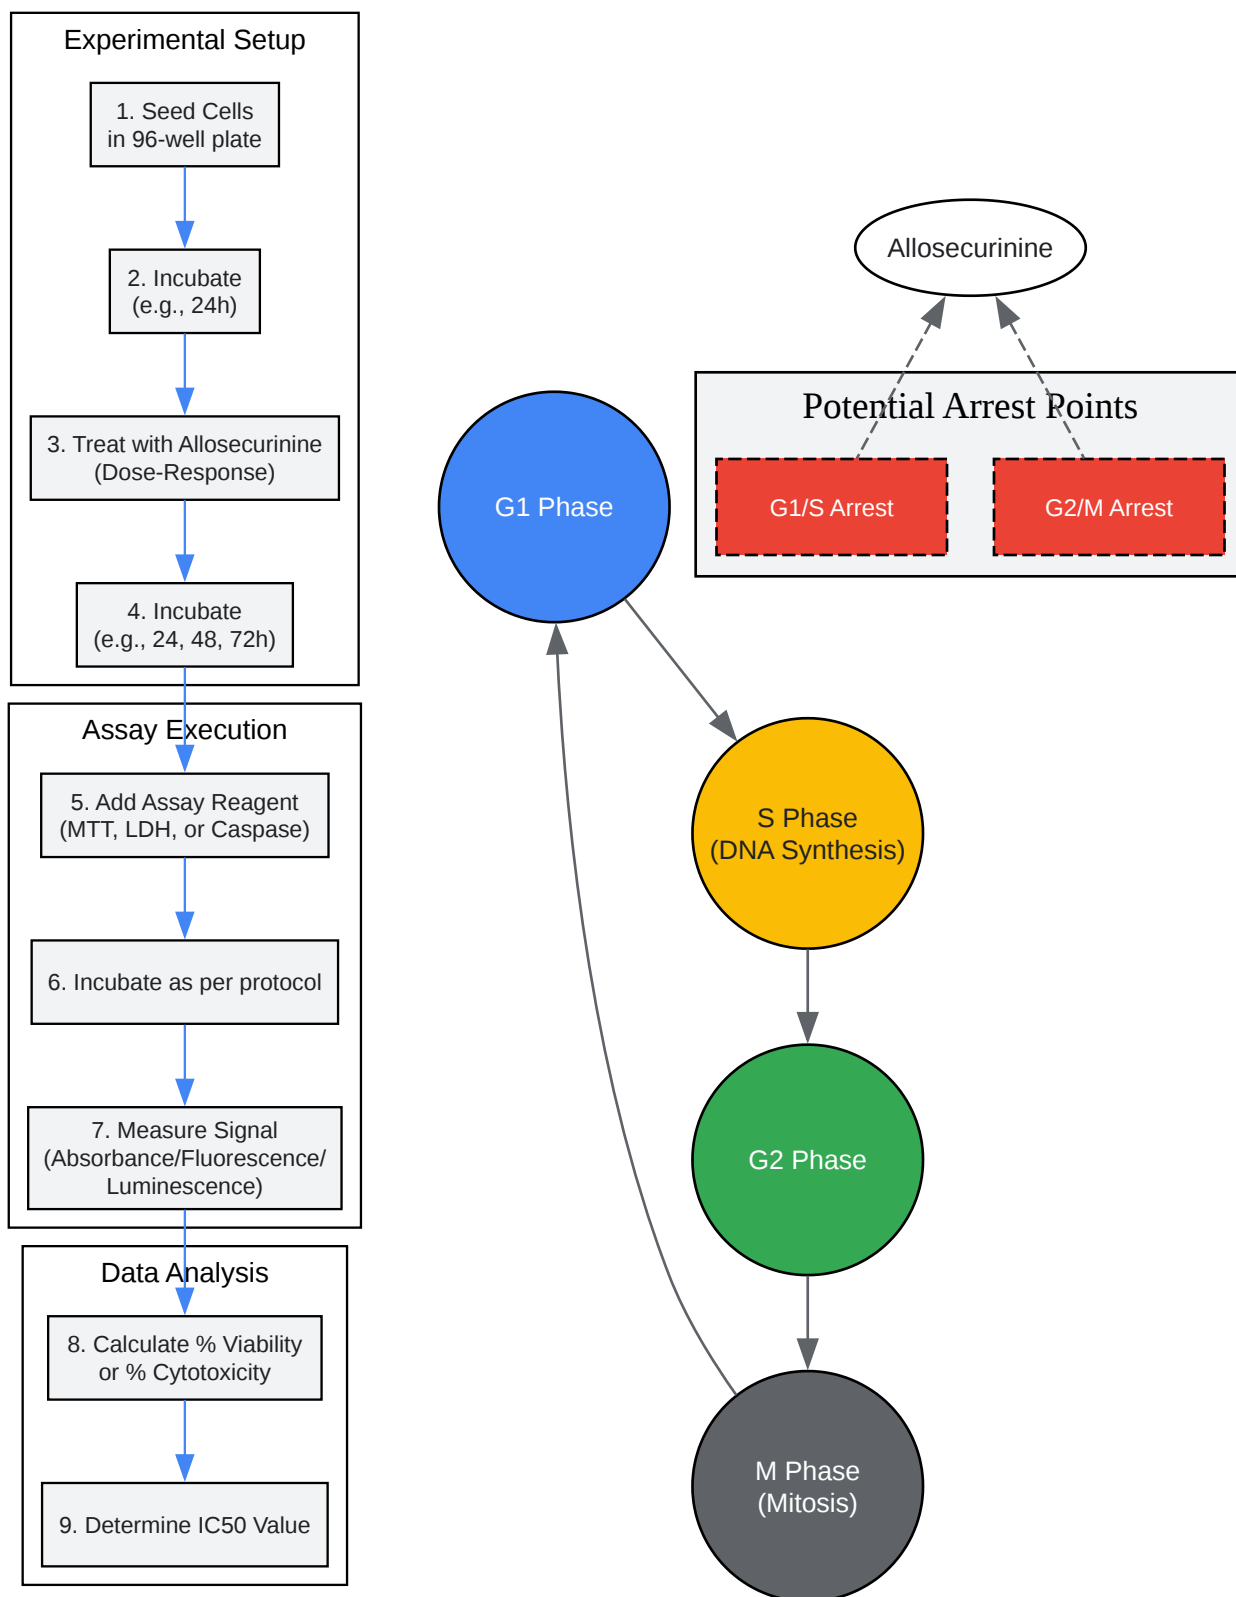 Experimental Setup
1. Seed Cells
in 96-well plate
2. Incubate
(e.g., 24h)
3. Treat with Allosecurinine
(Dose-Response)
4. Incubate
(e.g., 24, 48, 72h)
Assay Execution
5. Add Assay Reagent
(MTT, LDH, or Caspase)
6. Incubate as per protocol
7. Measure Signal
(Absorbance/Fluorescence/
Luminescence)
Data Analysis
8. Calculate % Viability
or % Cytotoxicity
9. Determine IC50 Value
Allosecurinine
Potential Arrest Points
G1/S Arrest
G2/M Arrest
G1 Phase
S Phase
(DNA Synthesis)
G2 Phase
M Phase
(Mitosis)